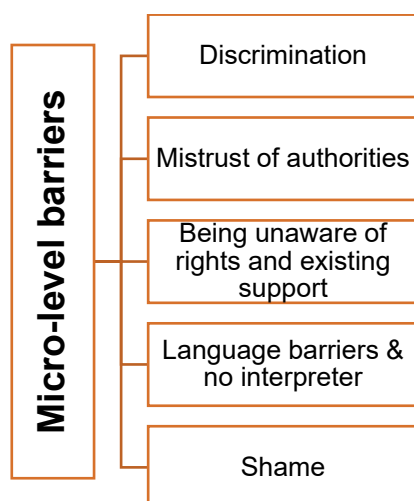 Micro-level barriers
Discrimination
Mistrust of authorities
Being unaware of
rights and existing
support
Language barriers &
no interpreter
Shame